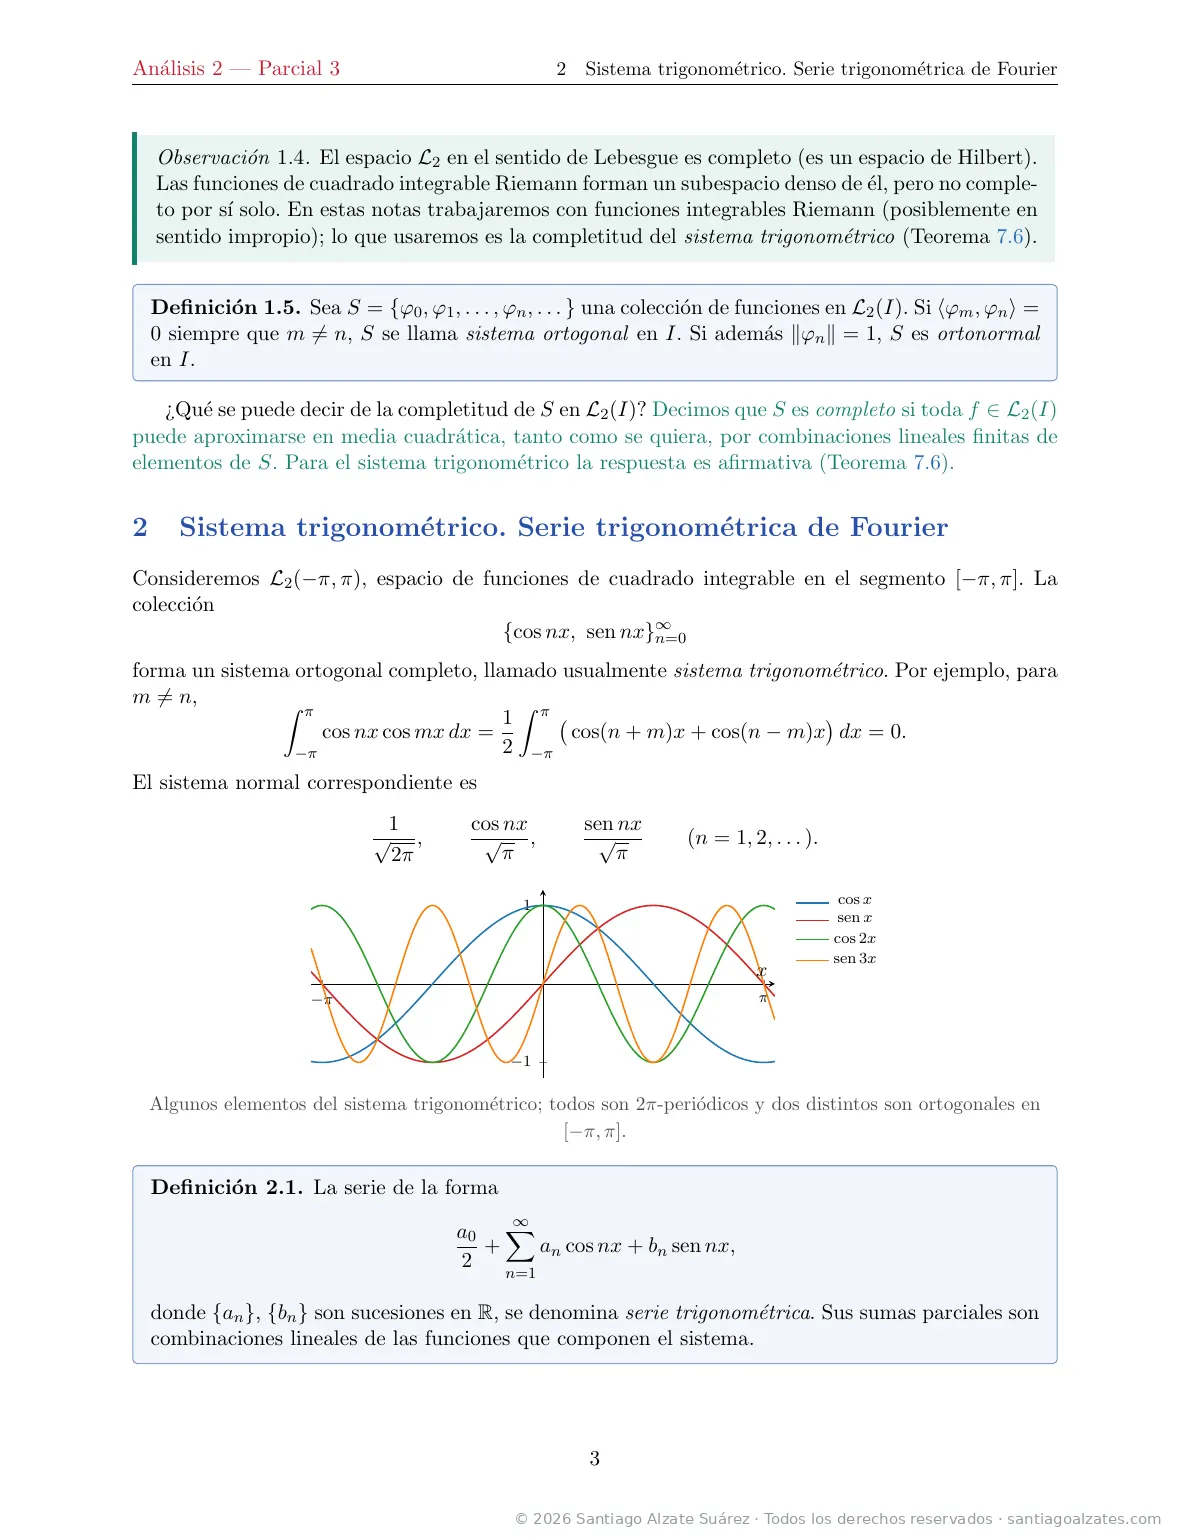 Análisis 2 — Parcial 3
2 Sistema trigonométrico. Serie trigonométrica de Fourier
Observación 1.4. El espacio ℒ₂ en el sentido de Lebesgue es completo (es un espacio de Hilbert).
Las funciones de cuadrado integrable Riemann forman un subespacio denso de él, pero no comple-
to por sí solo. En estas notas trabajaremos con funciones integrables Riemann (posiblemente en
sentido impropio); lo que usaremos es la completitud del sistema trigonométrico (Teorema 7.6).
Definición 1.5. Sea S = {φ₀, φ₁, . . . , φₙ, . . . } una colección de funciones en ℒ₂(I). Si ⟨φₘ, φₙ⟩ =
0 siempre que m ≠ n, S se llama sistema ortogonal en I. Si además ‖φₙ‖ = 1, S es ortonormal
en I.
¿Qué se puede decir de la completitud de S en ℒ₂(I)? Decimos que S es completo si toda f ∈ ℒ₂(I)
puede aproximarse en media cuadrática, tanto como se quiera, por combinaciones lineales finitas de
elementos de S. Para el sistema trigonométrico la respuesta es afirmativa (Teorema 7.6).
2 Sistema trigonométrico. Serie trigonométrica de Fourier
Consideremos ℒ₂(−π, π), espacio de funciones de cuadrado integrable en el segmento [−π, π]. La
colección
{cos nx, sen nx}_{n=0}^{∞}
forma un sistema ortogonal completo, llamado usualmente sistema trigonométrico. Por ejemplo, para
m ≠ n,
∫_{−π}^{π} cos nx cos mx dx = 1/2 ∫_{−π}^{π} (cos(n + m)x + cos(n − m)x) dx = 0.
El sistema normal correspondiente es
1/√(2π), cos nx/√π, sen nx/√π (n = 1, 2, . . . ).
1
−1
−π
π
x
cos x
sen x
cos 2x
sen 3x
Algunos elementos del sistema trigonométrico; todos son 2π-periódicos y dos distintos son ortogonales en
[−π, π].
Definición 2.1. La serie de la forma
a₀/2 + ∑_{n=1}^{∞} aₙ cos nx + bₙ sen nx,
donde {aₙ}, {bₙ} son sucesiones en ℝ, se denomina serie trigonométrica. Sus sumas parciales son
combinaciones lineales de las funciones que componen el sistema.
3
© 2026 Santiago Alzate Suárez · Todos los derechos reservados · santiagoalzates.com